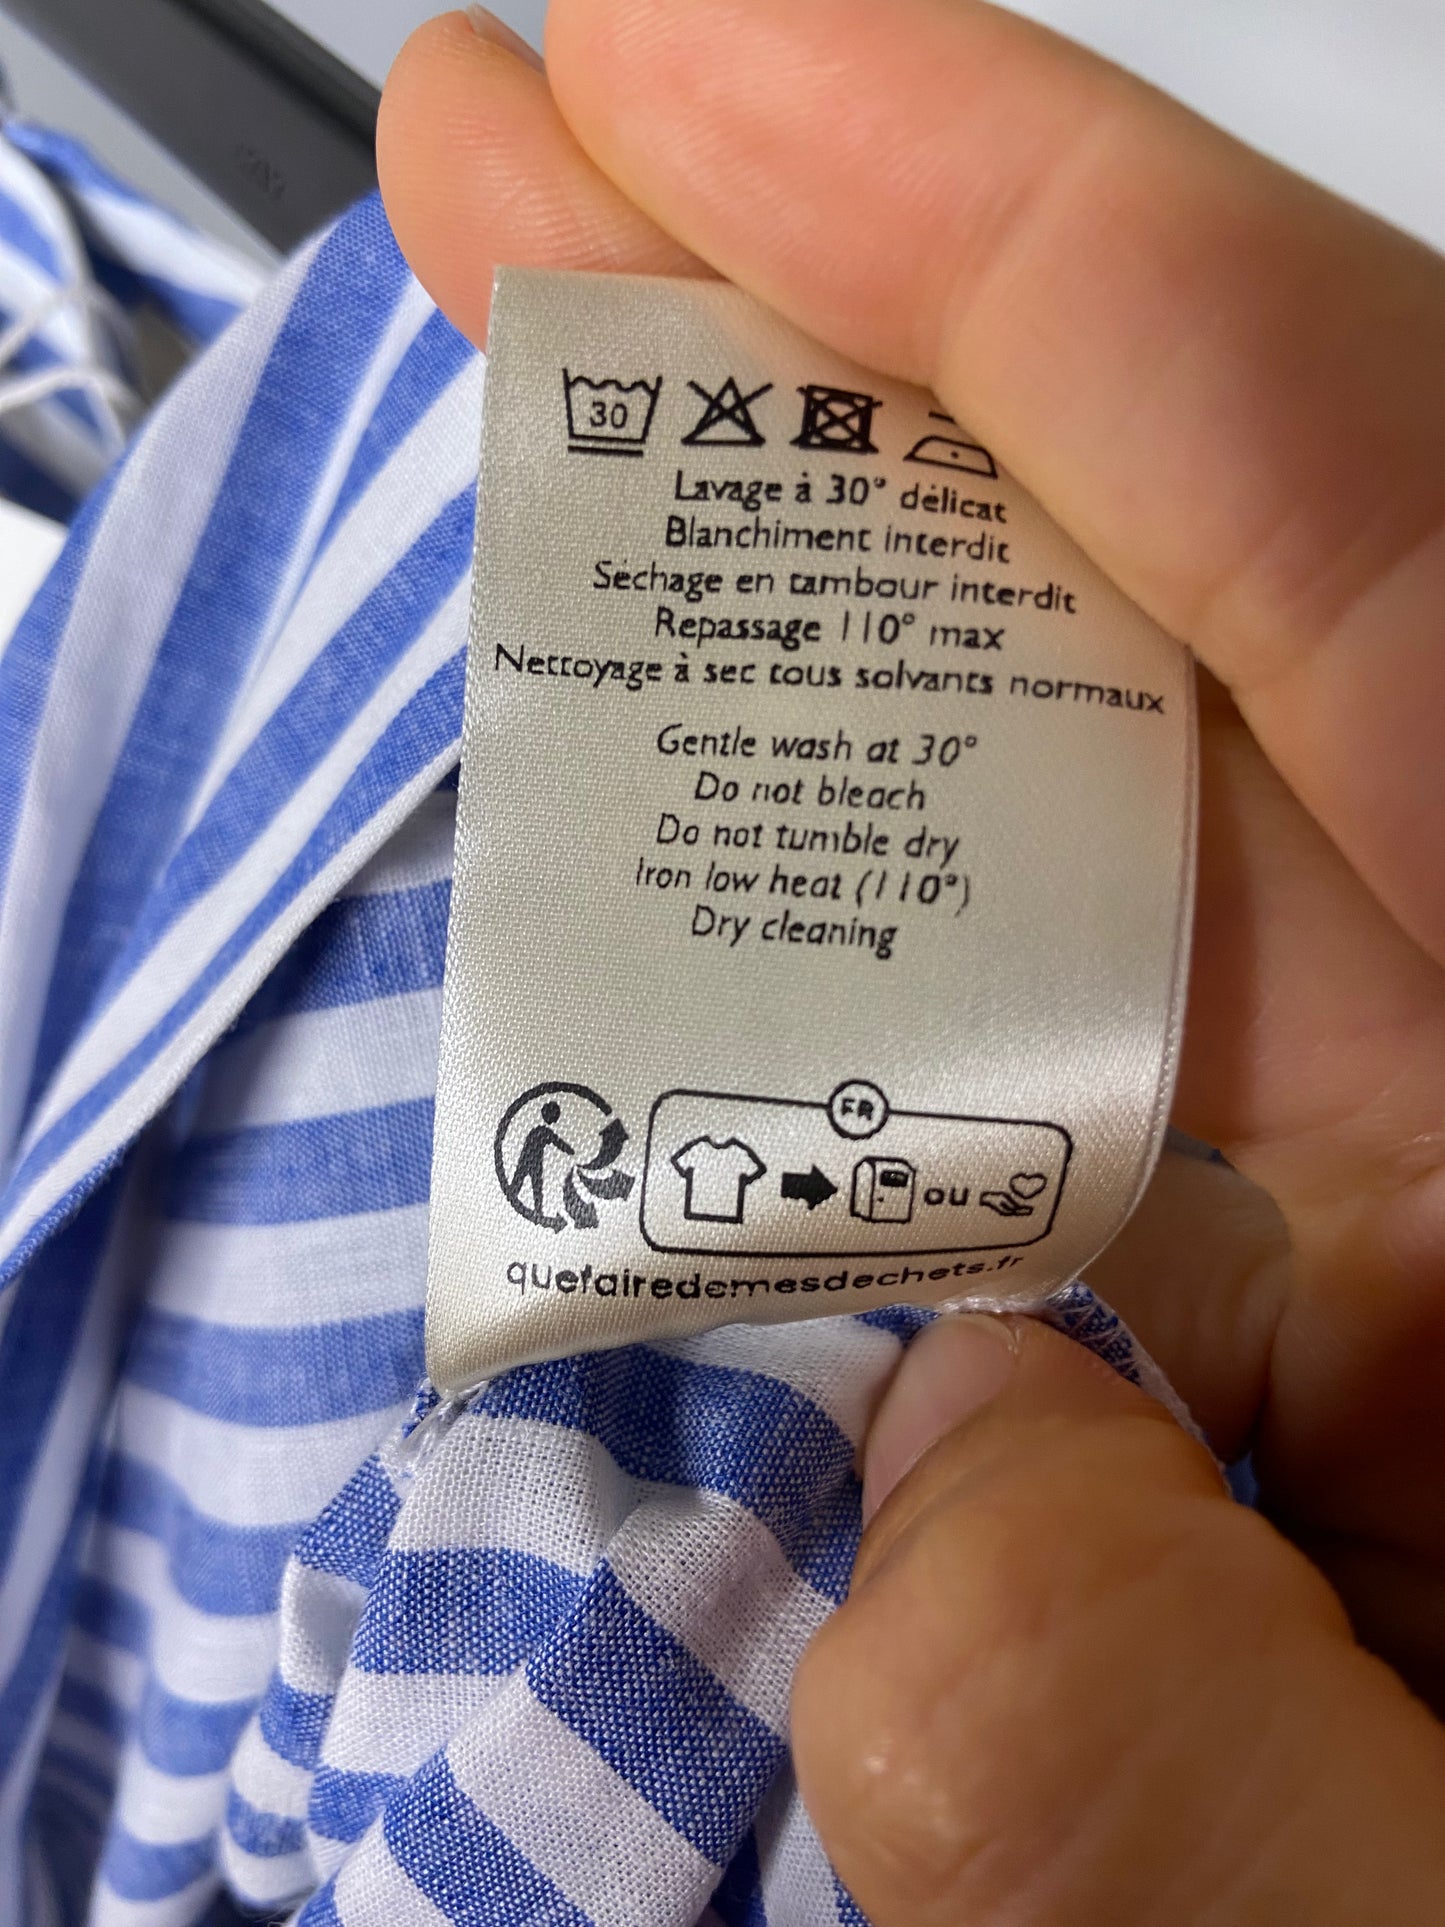 30
Lavage à 30° délicat
Blanchiment interdit
Séchage en tambour interdit
Repassage 110° max
Nettoyage à sec tous solvants normaux
Gentle wash at 30°
Do not bleach
Do not tumble dry
Iron low heat (110°)
Dry cleaning
FR
ou
quefairedemesdechets.fr